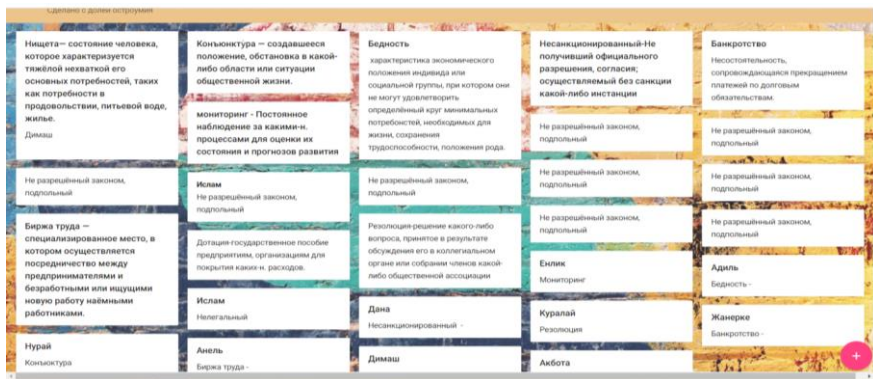 Сделано с долей остроумия
Нищета— состояние человека,
которое характеризуется
тяжёлой нехваткой его
основных потребностей, таких
как потребности в
продовольствии, питьевой воде,
жилье.
Димаш
Не разрешённый законом,
подпольный
Биржа труда —
специализированное место, в
котором осуществляется
посредничество между
предпринимателями и
безработными или ищущими
новую работу наёмными
работниками.
Нурай
Конъюктура
Конъюнктура — создавшееся
положение, обстановка в какой-
либо области или ситуации
общественной жизни.
мониторинг - Постоянное
наблюдение за какими-н.
процессами для оценки их
состояния и прогнозов развития
Ислам
Не разрешённый законом,
подпольный
Дотация-государственное пособие
предприятиям, организациям для
покрытия каких-н. расходов.
Ислам
Нелегальный
Анель
Биржа труда -
Бедность
характеристика экономического
положения индивида или
социальной группы, при котором они
не могут удовлетворить
определённый круг минимальных
потребностей, необходимых для
жизни, сохранения
трудоспособности, положения рода.
Не разрешённый законом,
подпольный
Резолюция-решение какого-либо
вопроса, принятое в результате
обсуждения его в коллегиальном
органе или собрании членов какой-
либо общественной ассоциации
Дана
Несанкционированный -
Димаш
Несанкционированный-Не
получивший официального
разрешения, согласия;
осуществляемый без санкции
какой-либо инстанции
Не разрешённый законом,
подпольный
Не разрешённый законом,
подпольный
Не разрешённый законом,
подпольный
Енлик
Мониторинг
Куралай
Резолюция
Акбота
Банкротство
Несостоятельность,
сопровождающаяся прекращением
платежей по долговым
обязательствам.
Не разрешённый законом,
подпольный
Не разрешённый законом,
подпольный
Не разрешённый законом,
подпольный
Адиль
Бедность -
Жанерке
Банкротство -